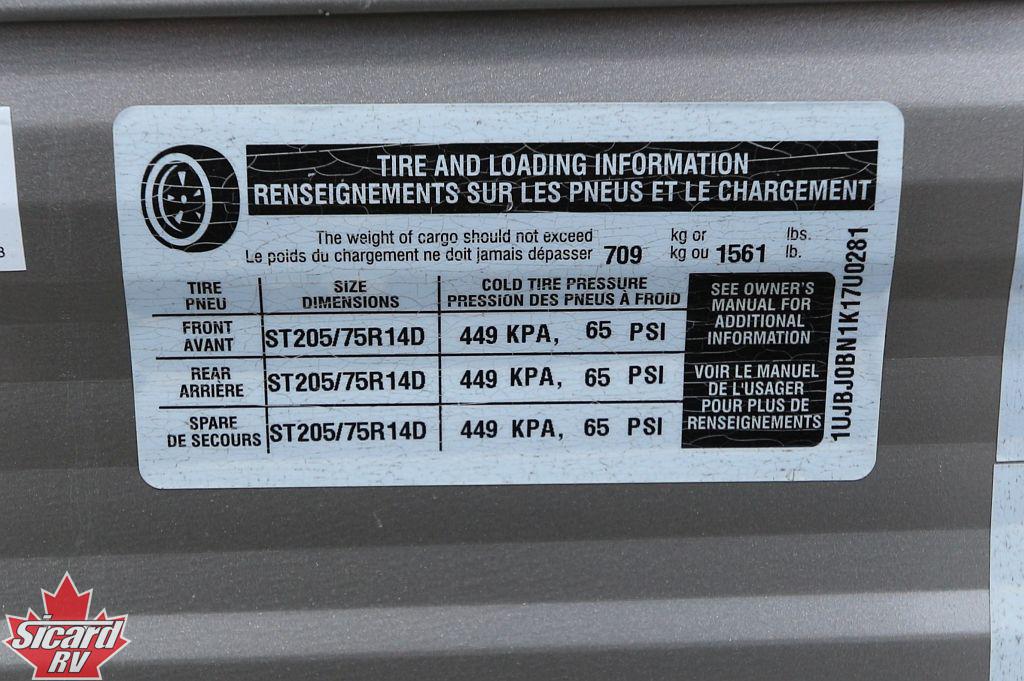 TIRE AND LOADING INFORMATION
RENSEIGNEMENTS SUR LES PNEUS ET LE CHARGEMENT
The weight of cargo should not exceed kg or lbs.
Le poids du chargement ne doit jamais dépasser 709 kg ou 1561 lb.
TIRE SIZE COLD TIRE PRESSURE
PNEU DIMENSIONS PRESSION DES PNEUS À FROID
FRONT
AVANT ST205/75R14D 449 KPA, 65 PSI
REAR
ARRIÈRE ST205/75R14D 449 KPA, 65 PSI
SPARE
DE SECOURS ST205/75R14D 449 KPA, 65 PSI
SEE OWNER'S
MANUAL FOR
ADDITIONAL
INFORMATION
VOIR LE MANUEL
DE L'USAGER
POUR PLUS DE
RENSEIGNEMENTS
1UJBJ0BN11K17U0281
Sicard
RV